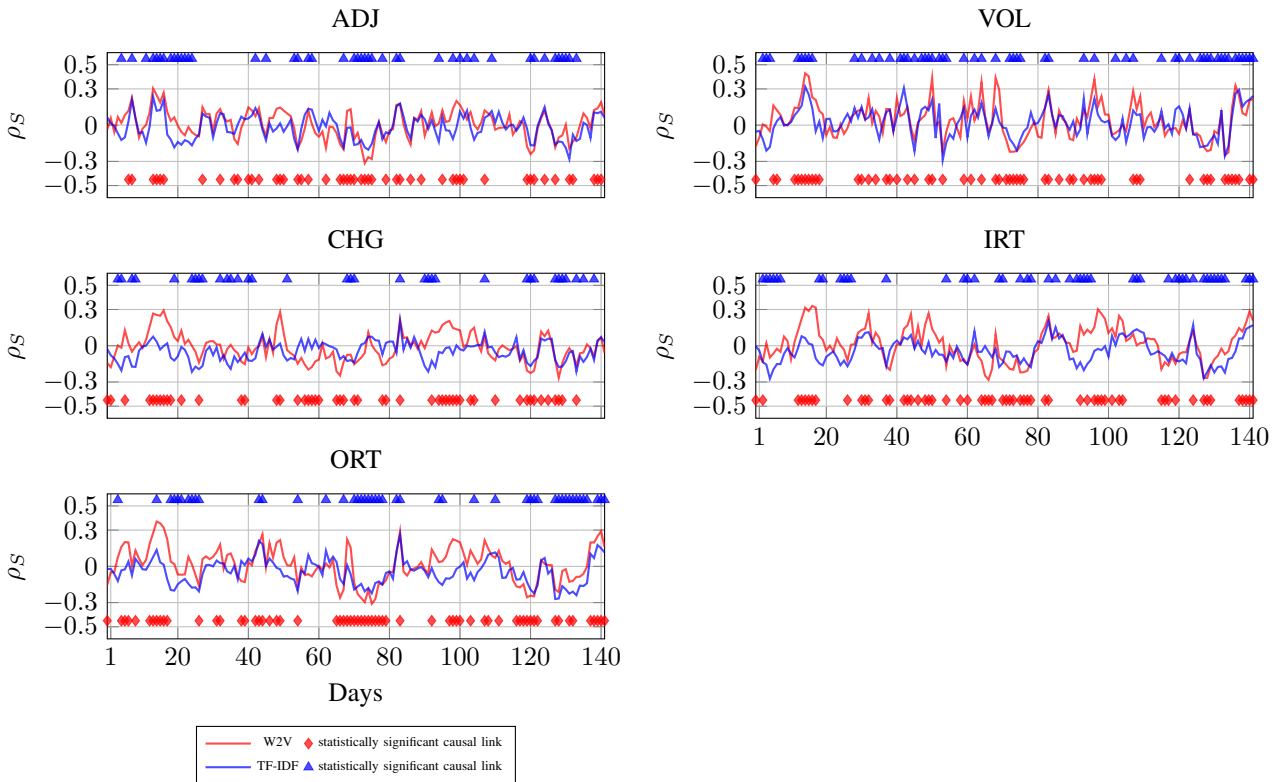 ADJ
0.5
0.3
0
−0.3
−0.5
ρS
VOL
0.5
0.3
0
−0.3
−0.5
ρS
CHG
0.5
0.3
0
−0.3
−0.5
ρS
IRT
0.5
0.3
0
−0.3
−0.5
ρS
1 20 40 60 80 100 120 140
ORT
0.5
0.3
0
−0.3
−0.5
ρS
1 20 40 60 80 100 120 140
Days
W2V statistically significant causal link
TF-IDF statistically significant causal link